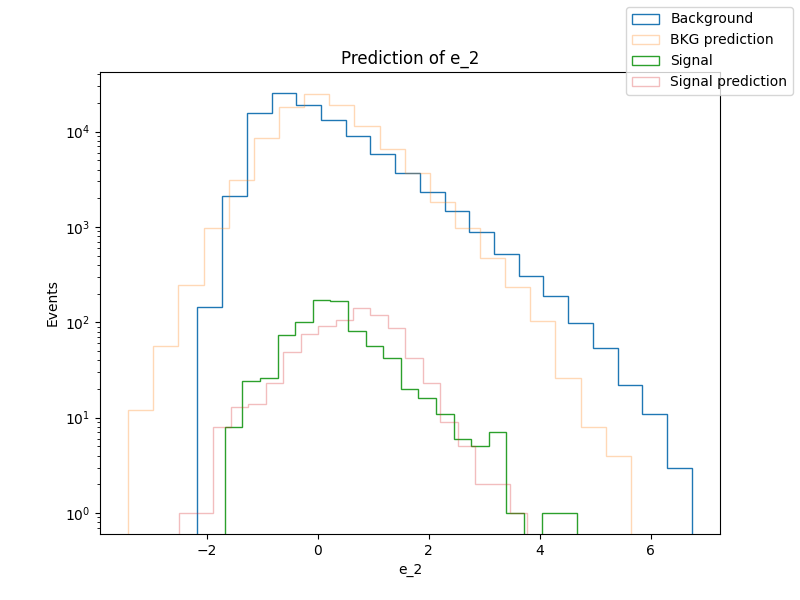 Prediction of e_2
Background
BKG prediction
Signal
Signal prediction
Events
10⁴
10³
10²
10¹
10⁰
−2
0
2
4
6
e_2